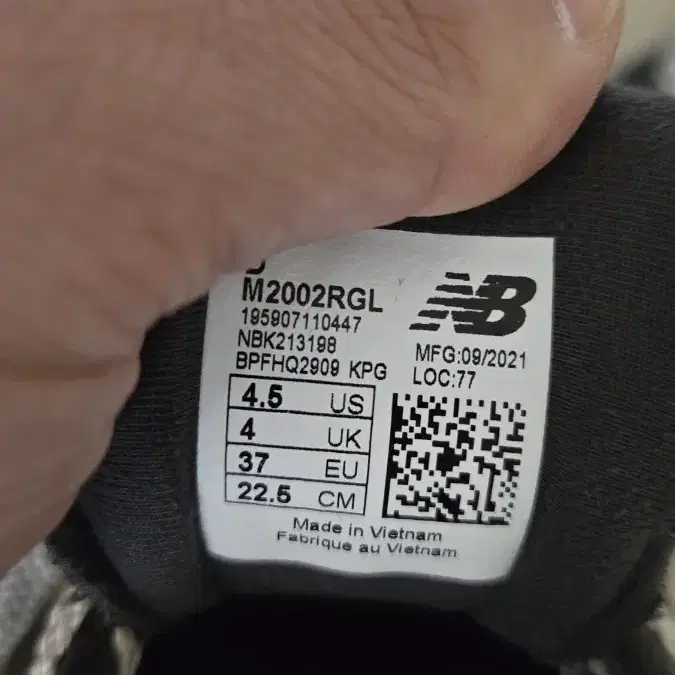 M2002RGL
195907110447
NBK213198
BPFHQ2909 KPG
NB
MFG:09/2021
LOC:77
4.5 US
4 UK
37 EU
22.5 CM
Made in Vietnam
Fabrique au Vietnam